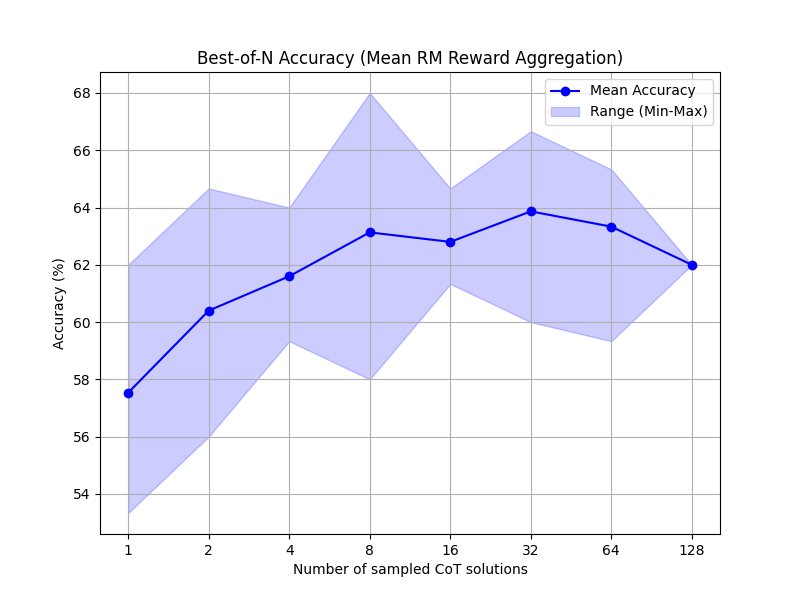 Best-of-N Accuracy (Mean RM Reward Aggregation)
Mean Accuracy
Range (Min-Max)
Accuracy (%)
68
66
64
62
60
58
56
54
1 2 4 8 16 32 64 128
Number of sampled CoT solutions